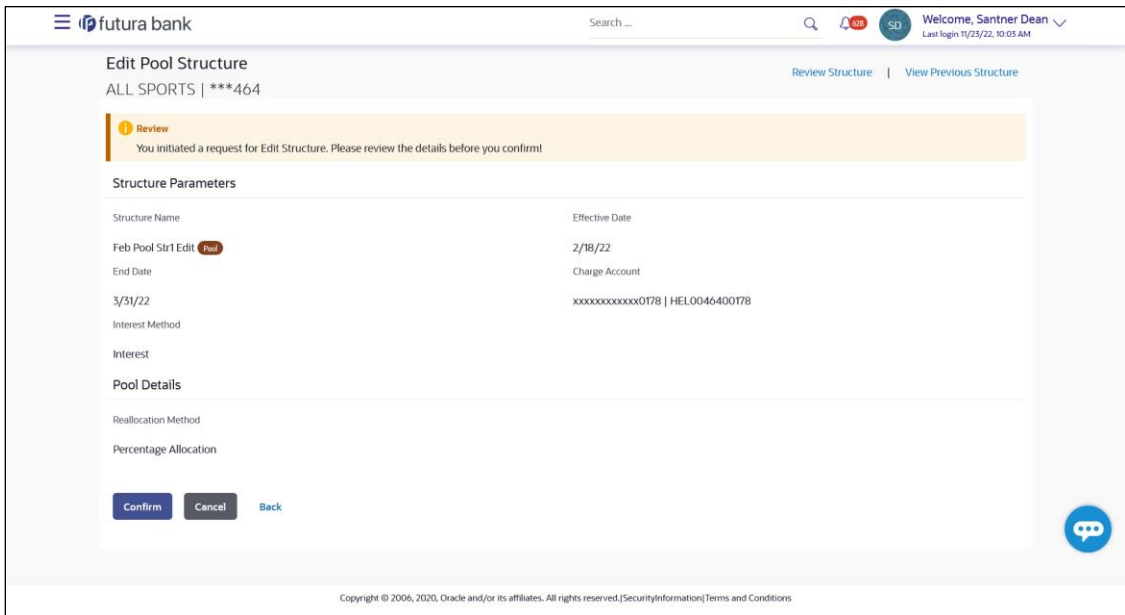 futura bank
Search ...
628
SD
Welcome, Santner Dean
Last login 11/23/22, 10:03 AM
Edit Pool Structure
ALL SPORTS | ***464
Review Structure | View Previous Structure
Review
You initiated a request for Edit Structure. Please review the details before you confirm!
Structure Parameters
Structure Name
Effective Date
Feb Pool Str1 Edit Pool
2/18/22
End Date
Charge Account
3/31/22
xxxxxxxxxxxx0178 | HEL0046400178
Interest Method
Interest
Pool Details
Reallocation Method
Percentage Allocation
Confirm Cancel Back
Copyright © 2006, 2020, Oracle and/or its affiliates. All rights reserved.|SecurityInformation|Terms and Conditions